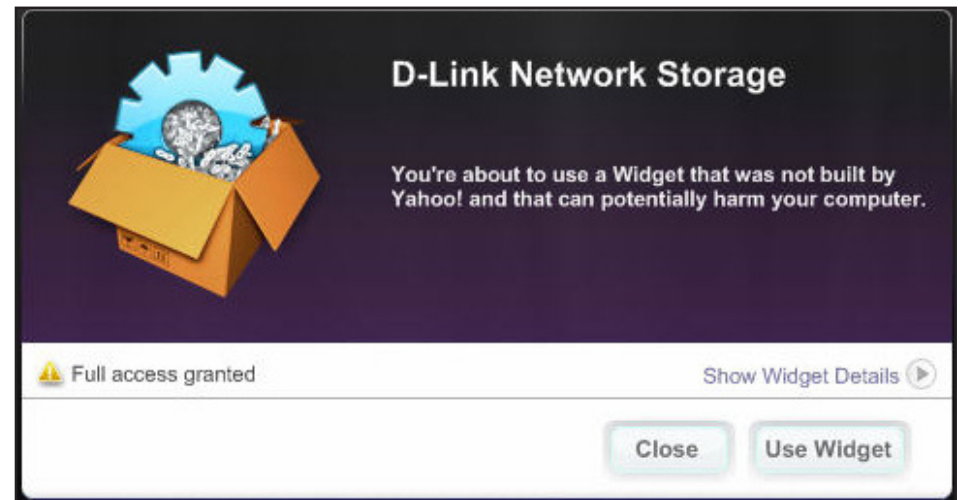 D-Link Network Storage
You're about to use a Widget that was not built by
Yahoo! and that can potentially harm your computer.
Full access granted
Show Widget Details
Close
Use Widget